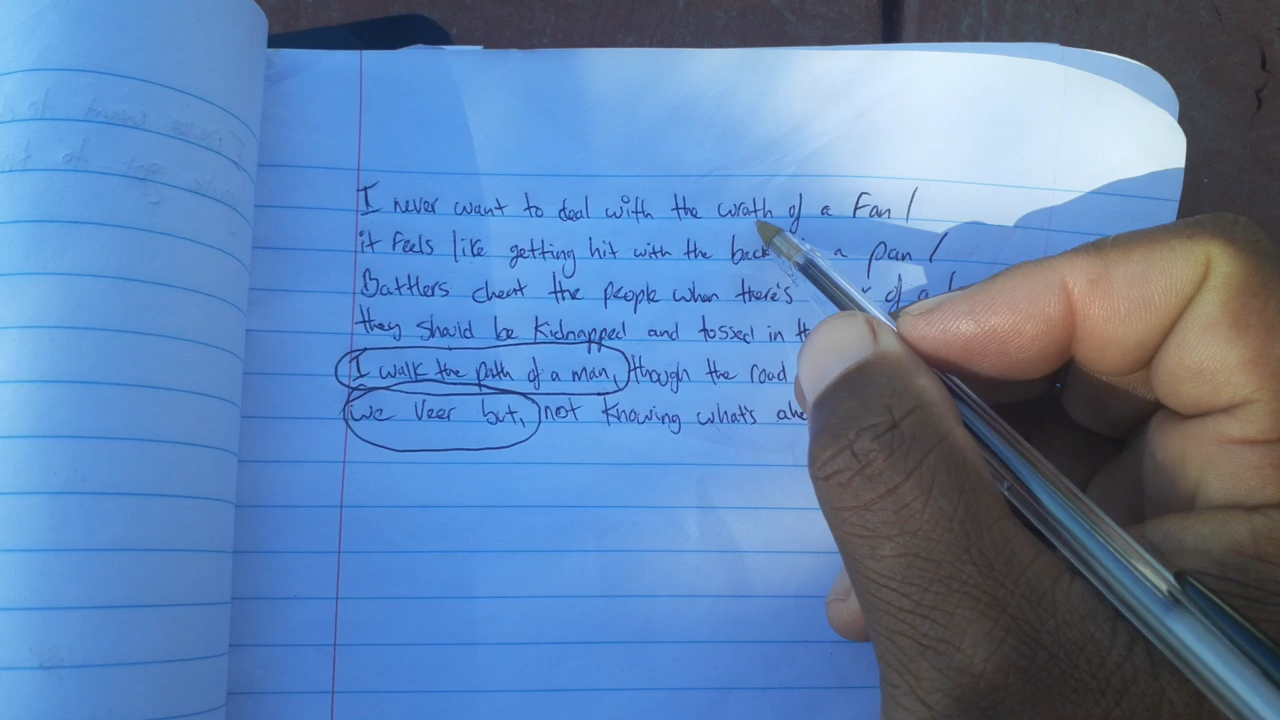 I never want to deal with the wrath of a Fan /
it Feels like getting hit with the back a pan /
Battlers cheat the people when there's of a
they should be Kidnapped and tossed in
I walk the path of a man, though the road
we Veer but, not Knowing what's